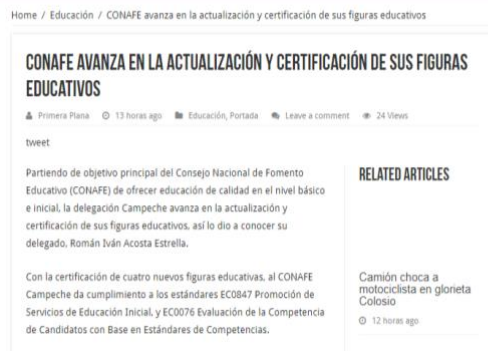 Home / Educación / CONAFE avanza en la actualización y certificación de sus figuras educativos
CONAFE AVANZA EN LA ACTUALIZACIÓN Y CERTIFICACIÓN DE SUS FIGURAS
EDUCATIVOS
Primera Plana 13 horas ago Educación, Portada Leave a comment 24 Views
tweet
Partiendo de objetivo principal del Consejo Nacional de Fomento
Educativo (CONAFE) de ofrecer educación de calidad en el nivel básico
e inicial, la delegación Campeche avanza en la actualización y
certificación de sus figuras educativos, así lo dio a conocer su
delegado, Román Iván Acosta Estrella.
Con la certificación de cuatro nuevos figuras educativas, al CONAFE
Campeche da cumplimiento a los estándares EC0847 Promoción de
Servicios de Educación Inicial, y EC0076 Evaluación de la Competencia
de Candidatos con Base en Estándares de Competencias.
RELATED ARTICLES
Camión choca a
motociclista en glorieta
Colosio
12 horas ago